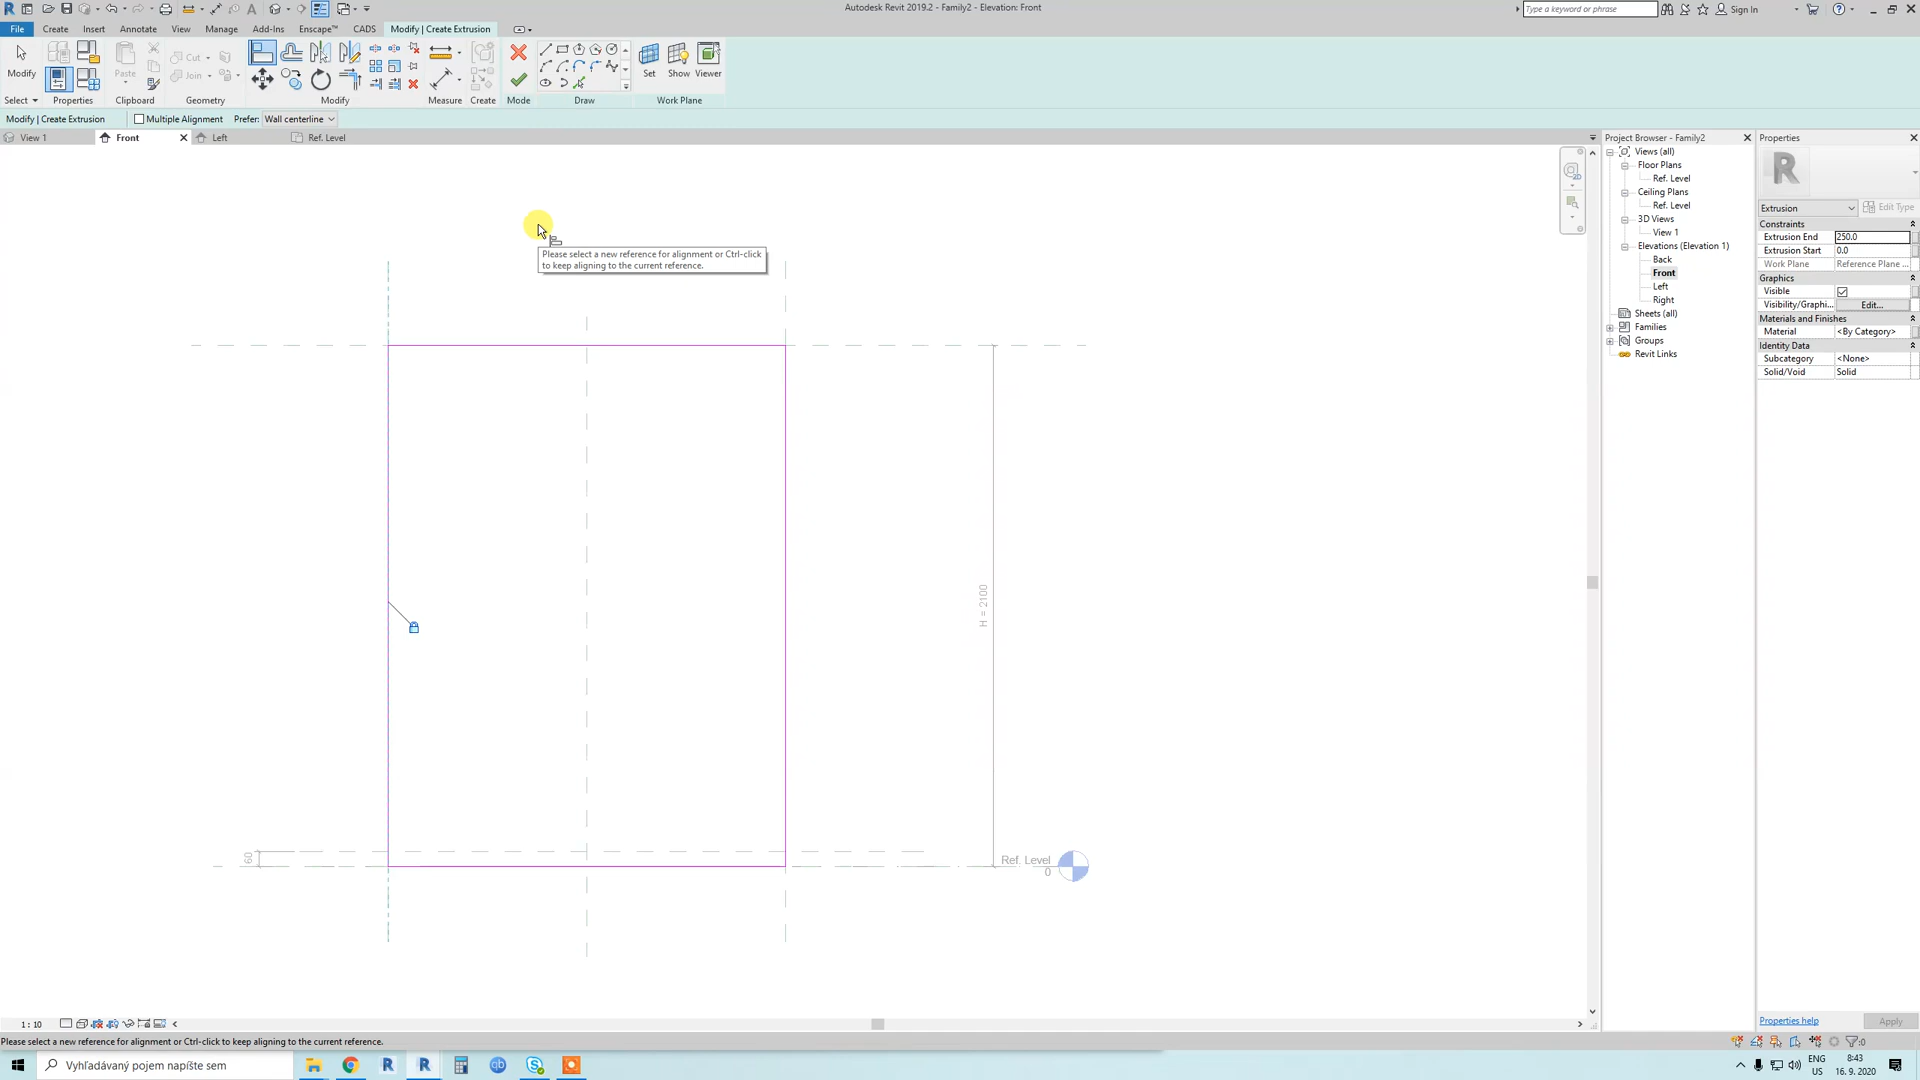 Autodesk Revit 2019.2 - Family2 - Elevation: Front
Type a keyword or phrase
Sign In
File
Create
Insert
Annotate
View
Manage
Add-Ins
Enscape™
CADS
Modify | Create Extrusion
Modify
Paste
Cut
Join
Set
Show
Viewer
Select
Properties
Clipboard
Geometry
Modify
Measure
Create
Mode
Draw
Work Plane
Modify | Create Extrusion
Multiple Alignment
Prefer:
Wall centerline
View 1
Front
Left
Ref. Level
Please select a new reference for alignment or Ctrl-click
to keep aligning to the current reference.
H = 2100
60
Ref. Level
0
Project Browser - Family2
Views (all)
Floor Plans
Ref. Level
Ceiling Plans
Ref. Level
3D Views
View 1
Elevations (Elevation 1)
Back
Front
Left
Right
Sheets (all)
Families
Groups
Revit Links
Properties
Extrusion
Edit Type
Constraints
Extrusion End
250.0
Extrusion Start
0.0
Work Plane
Reference Plane ...
Graphics
Visible
Visibility/Graphi...
Edit...
Materials and Finishes
Material
<By Category>
Identity Data
Subcategory
<None>
Solid/Void
Solid
Properties help
Apply
1 : 10
Please select a new reference for alignment or Ctrl-click to keep aligning to the current reference.
:0
Vyhľadávaný pojem napíšte sem
qb
ENG
US
8:43
16. 9. 2020